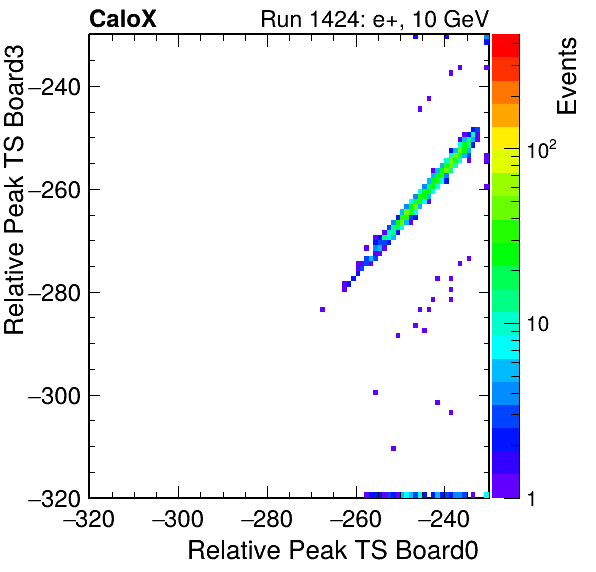 CaloX Run 1424: e+, 10 GeV
Relative Peak TS Board3
Events
−240
−260
−280
−300
−320
10²
10
1
−320 −300 −280 −260 −240
Relative Peak TS Board0